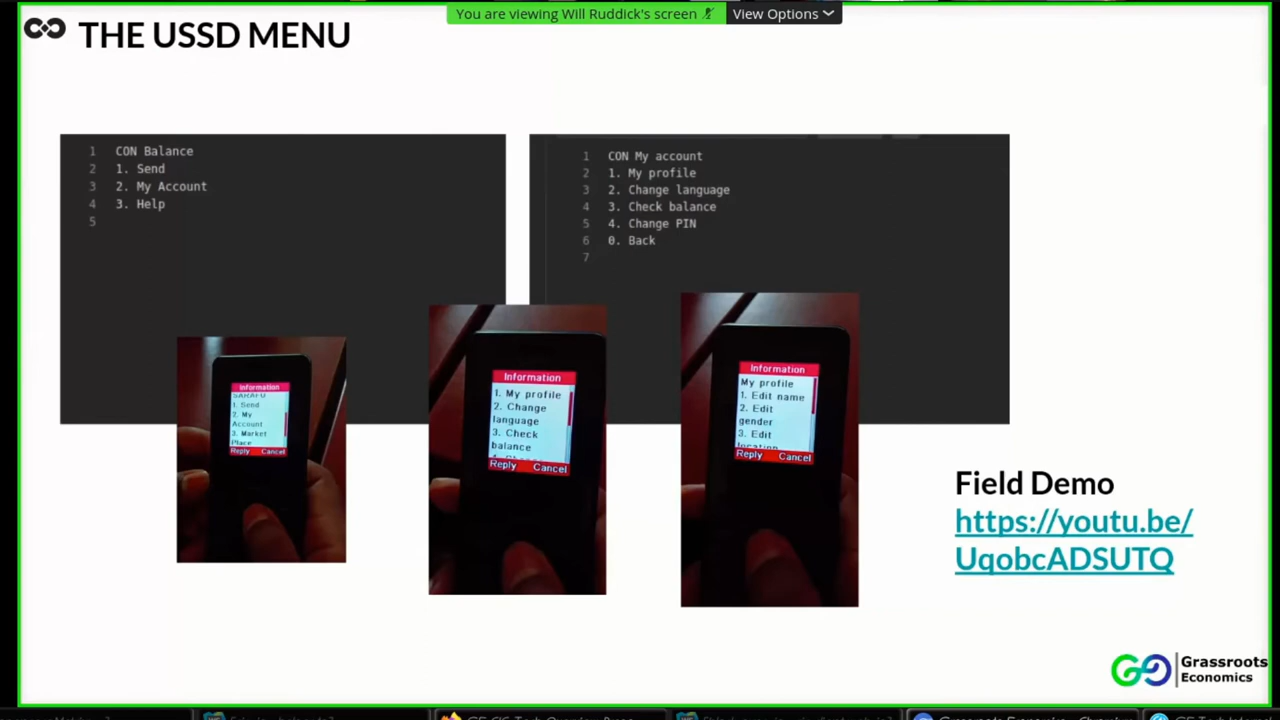 You are viewing Will Ruddick's screen
View Options
THE USSD MENU
1 CON Balance
2 1. Send
3 2. My Account
4 3. Help
5
1 CON My account
2 1. My profile
3 2. Change language
4 3. Check balance
5 4. Change PIN
6 0. Back
7
Information
SARAFU
1. Send
2. My
Account
3. Market
Place
Reply Cancel
Information
1. My profile
2. Change
language
3. Check
balance
Reply Cancel
Information
My profile
1. Edit name
2. Edit
gender
3. Edit
location
Reply Cancel
Field Demo
https://youtu.be/
UqobcADSUTQ
Grassroots
Economics